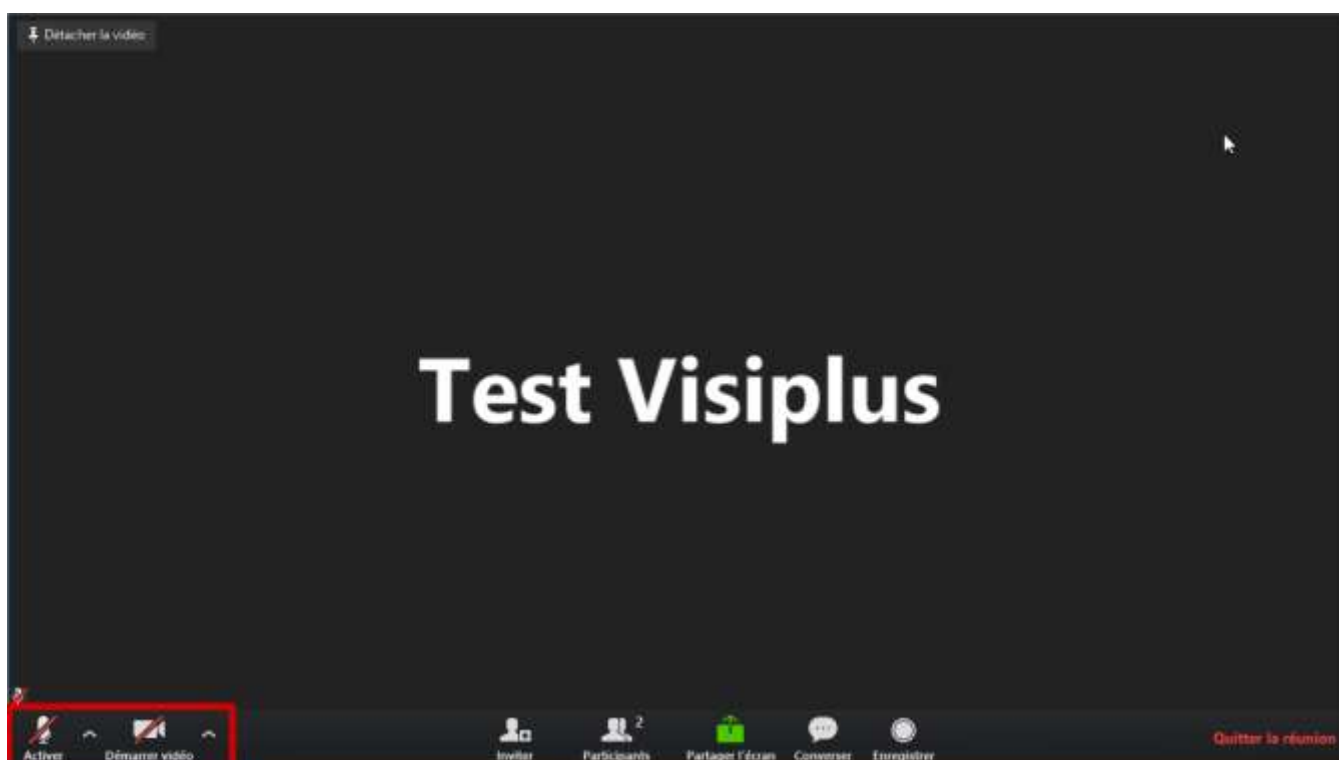 Détacher la vidéo
Test Visiplus
Activer
Démarrer vidéo
Inviter
Participants
2
Partager l'écran
Converser
Enregistrer
Quitter la réunion